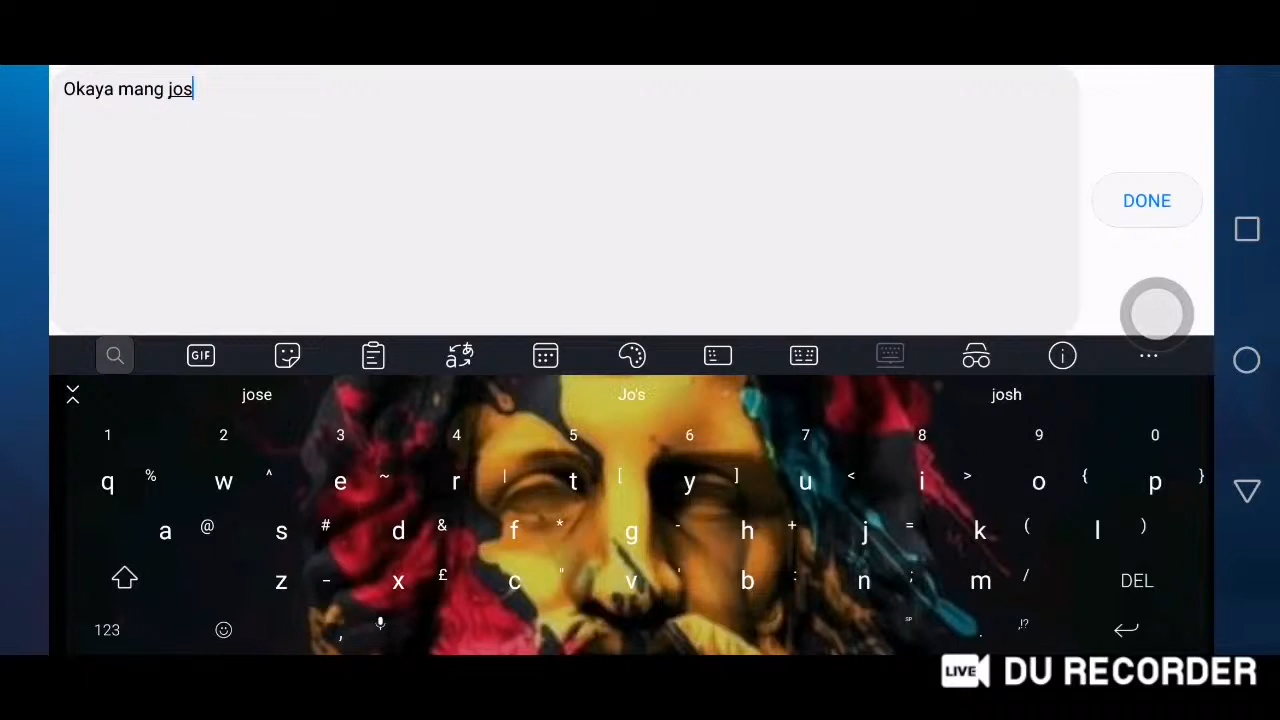 Okaya mang jos
DONE
GIF
jose Jo's josh
1 2 3 4 5 6 7 8 9 0
q % w ^ e ~ r | t [ y ] u < i > o { p }
a @ s # d & f * g - h + j = k ( l )
z _ x £ c " v ' b : n ; m / DEL
123 , SP . ,!?
LIVE DU RECORDER